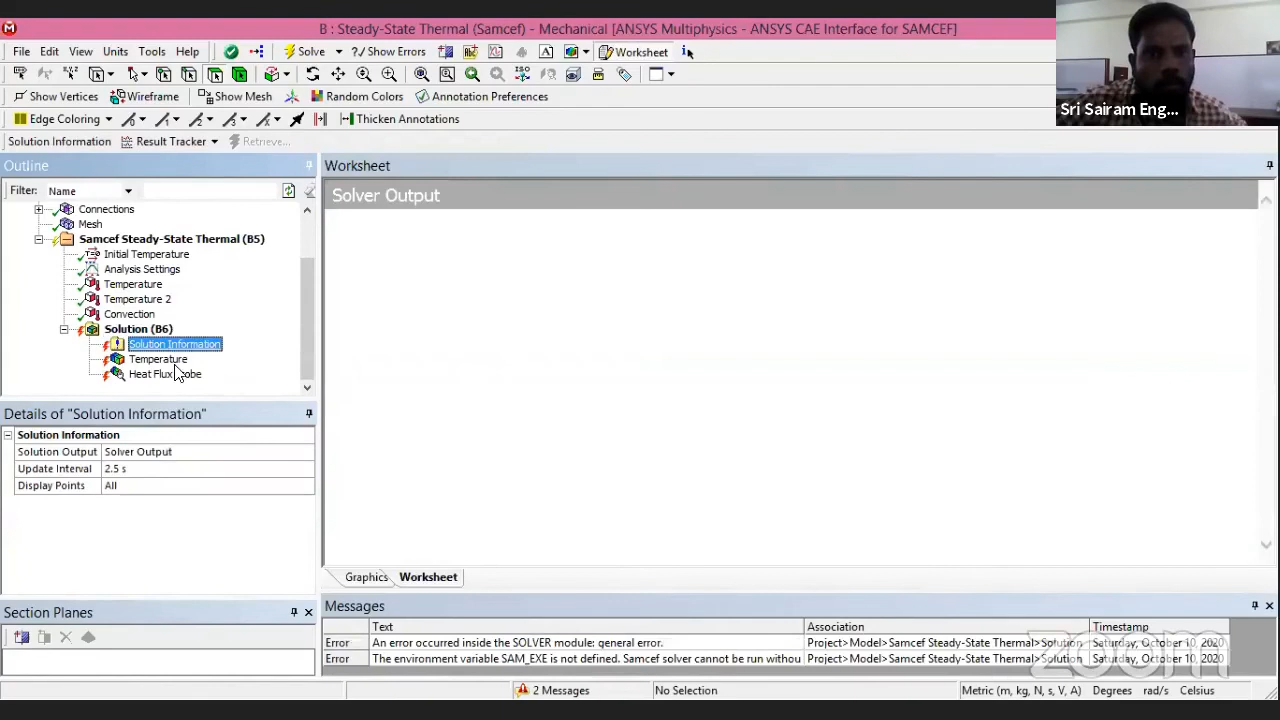 B : Steady-State Thermal (Samcef) - Mechanical [ANSYS Multiphysics - ANSYS CAE Interface for SAMCEF]
File Edit View Units Tools Help Solve ?/ Show Errors A Worksheet i
Show Vertices Wireframe Show Mesh Random Colors Annotation Preferences
Sri Sairam Eng...
Edge Coloring Thicken Annotations
Solution Information Result Tracker Retrieve...
Outline
Worksheet
Filter: Name
Solver Output
Connections
Mesh
Samcef Steady-State Thermal (B5)
Initial Temperature
Analysis Settings
Temperature
Temperature 2
Convection
Solution (B6)
Solution Information
Temperature
Heat Flux Probe
Details of "Solution Information"
Solution Information
Solution Output Solver Output
Update Interval 2.5 s
Display Points All
Graphics Worksheet
Section Planes
Messages
Text Association Timestamp
Error An error occurred inside the SOLVER module: general error. Project>Model>Samcef Steady-State Thermal>Solution Saturday, October 10, 2020
Error The environment variable SAM_EXE is not defined. Samcef solver cannot be run withou Project>Model>Samcef Steady-State Thermal>Solution Saturday, October 10, 2020
zoom
2 Messages No Selection Metric (m, kg, N, s, V, A) Degrees rad/s Celsius